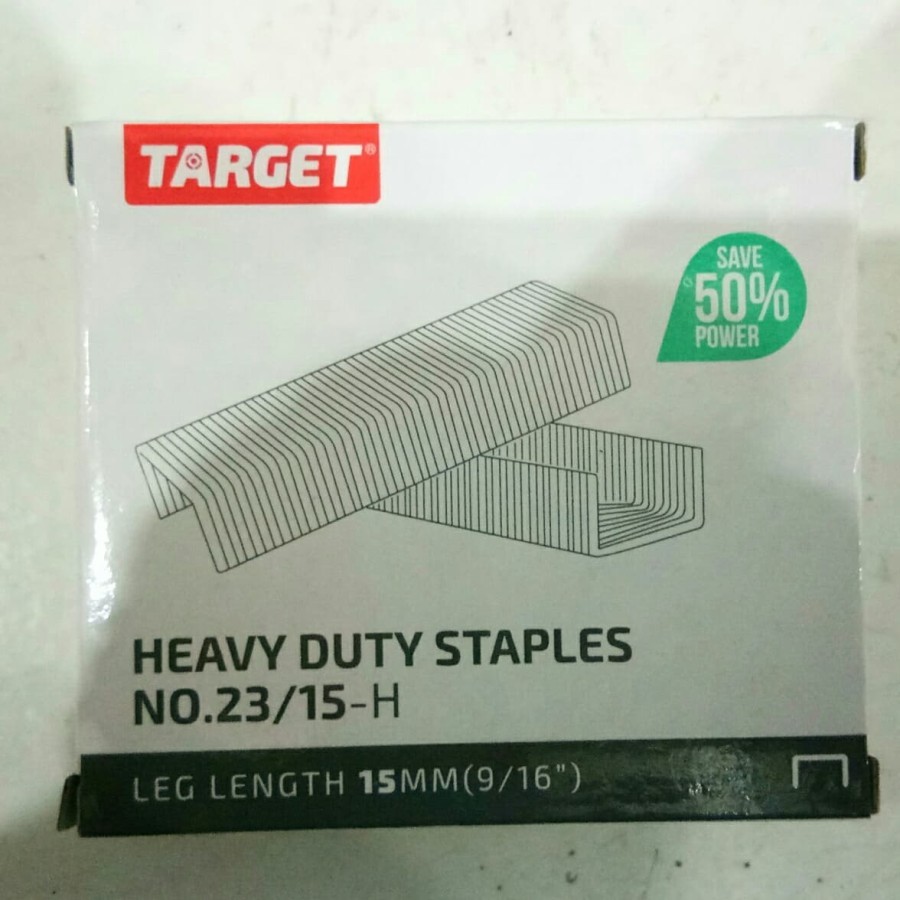 TARGET®
SAVE
50%
POWER
HEAVY DUTY STAPLES
NO.23/15-H
LEG LENGTH 15MM(9/16")